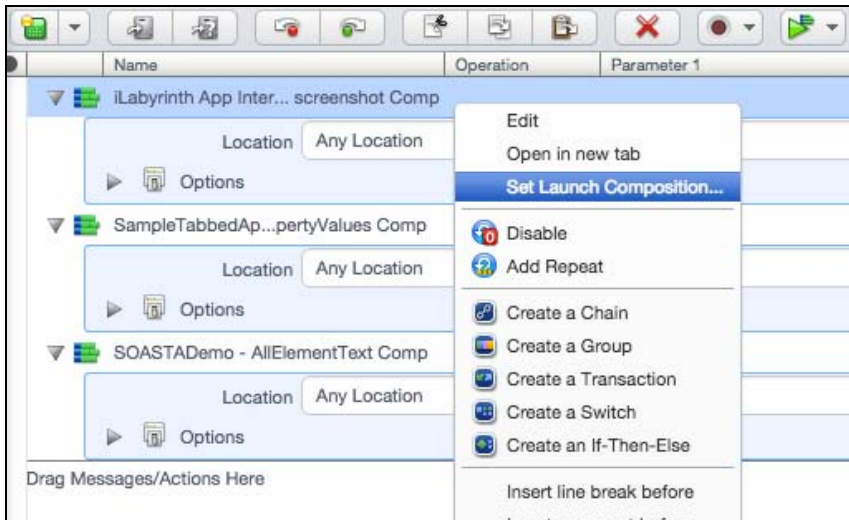 Name Operation Parameter 1
iLabyrinth App Inter... screenshot Comp
Location Any Location
Options
SampleTabbedAp...pertyValues Comp
Location Any Location
Options
SOASTADemo - AllElementText Comp
Location Any Location
Options
Drag Messages/Actions Here
Edit
Open in new tab
Set Launch Composition...
Disable
Add Repeat
Create a Chain
Create a Group
Create a Transaction
Create a Switch
Create an If-Then-Else
Insert line break before